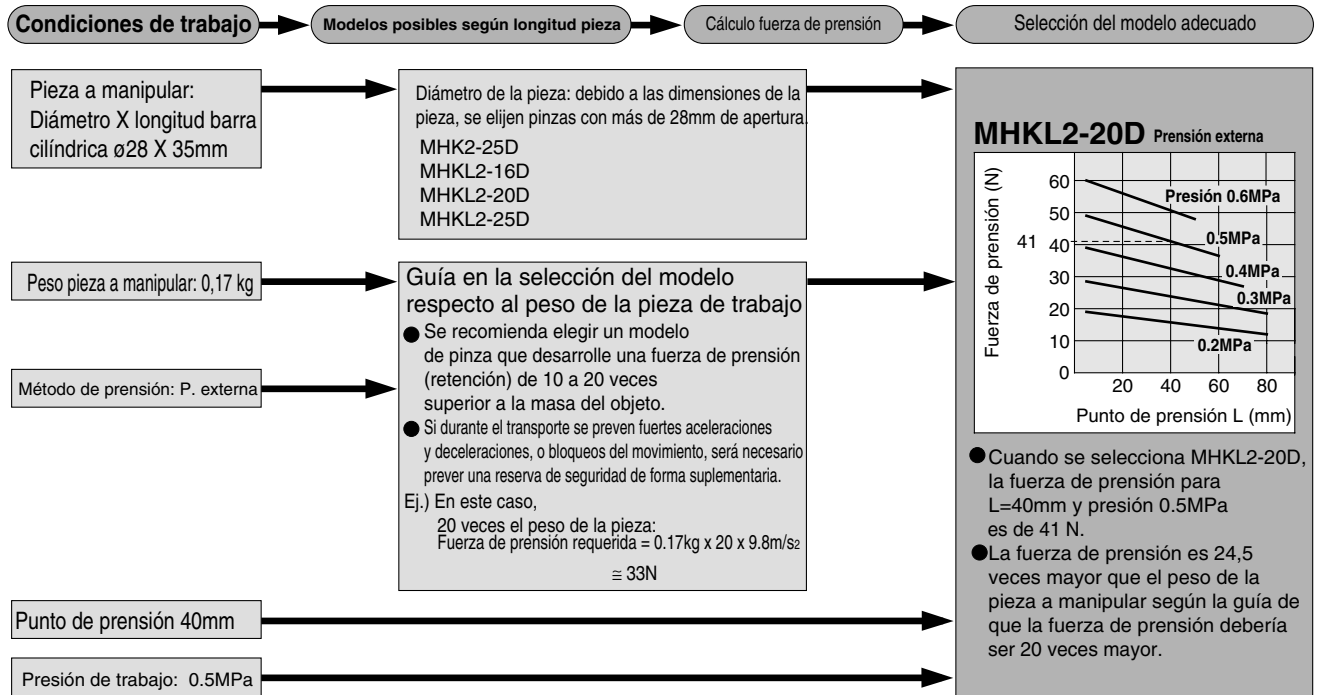 Condiciones de trabajo
Modelos posibles según longitud pieza
Cálculo fuerza de prensión
Selección del modelo adecuado
Pieza a manipular:
Diámetro X longitud barra
cilíndrica ø28 X 35mm
Diámetro de la pieza: debido a las dimensiones de la
pieza, se elijen pinzas con más de 28mm de apertura.
MHK2-25D
MHKL2-16D
MHKL2-20D
MHKL2-25D
Peso pieza a manipular: 0,17 kg
Método de prensión: P. externa
Guía en la selección del modelo
respecto al peso de la pieza de trabajo
● Se recomienda elegir un modelo
de pinza que desarrolle una fuerza de prensión
(retención) de 10 a 20 veces
superior a la masa del objeto.
● Si durante el transporte se preven fuertes aceleraciones
y deceleraciones, o bloqueos del movimiento, será necesario
prever una reserva de seguridad de forma suplementaria.
Ej.) En este caso,
20 veces el peso de la pieza:
Fuerza de prensión requerida = 0.17kg x 20 x 9.8m/s2
≅ 33N
Punto de prensión 40mm
Presión de trabajo: 0.5MPa
MHKL2-20D Prensión externa
Fuerza de prensión (N)
60
50
41
40
30
20
10
0
Presión 0.6MPa
0.5MPa
0.4MPa
0.3MPa
0.2MPa
20 40 60 80
Punto de prensión L (mm)
● Cuando se selecciona MHKL2-20D,
la fuerza de prensión para
L=40mm y presión 0.5MPa
es de 41 N.
● La fuerza de prensión es 24,5
veces mayor que el peso de la
pieza a manipular según la guía de
que la fuerza de prensión debería
ser 20 veces mayor.